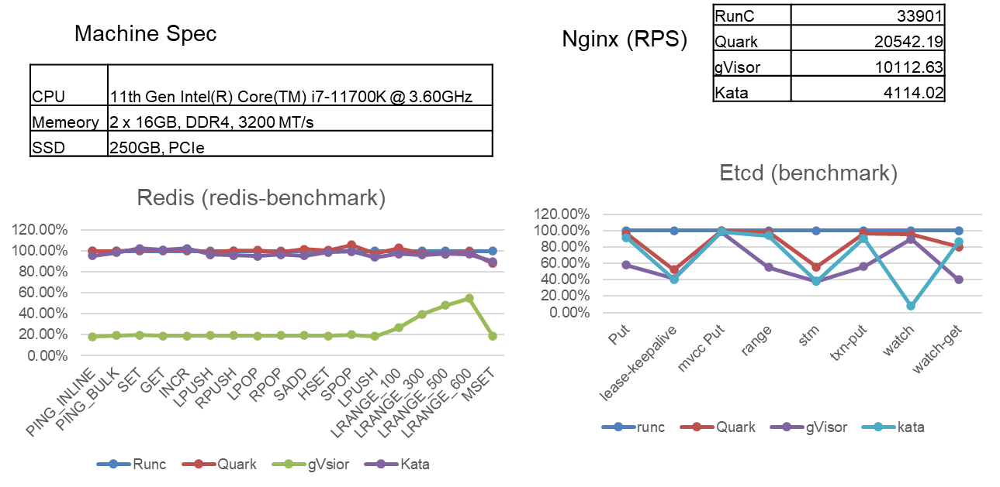 Machine Spec
CPU 11th Gen Intel(R) Core(TM) i7-11700K @ 3.60GHz
Memeory 2 x 16GB, DDR4, 3200 MT/s
SSD 250GB, PCIe
Nginx (RPS)
RunC 33901
Quark 20542.19
gVisor 10112.63
Kata 4114.02
Redis (redis-benchmark)
120.00%
100.00%
80.00%
60.00%
40.00%
20.00%
0.00%
PING_INLINE
PING_BULK
SET
GET
INCR
LPUSH
RPUSH
LPOP
RPOP
SADD
HSET
SPOP
LPUSH
LRANGE_100
LRANGE_300
LRANGE_500
LRANGE_600
MSET
Runc Quark gVsior Kata
Etcd (benchmark)
120.00%
100.00%
80.00%
60.00%
40.00%
20.00%
0.00%
Put
lease-keepalive
mvcc Put
range
stm
txn-put
watch
watch-get
runc Quark gVisor kata